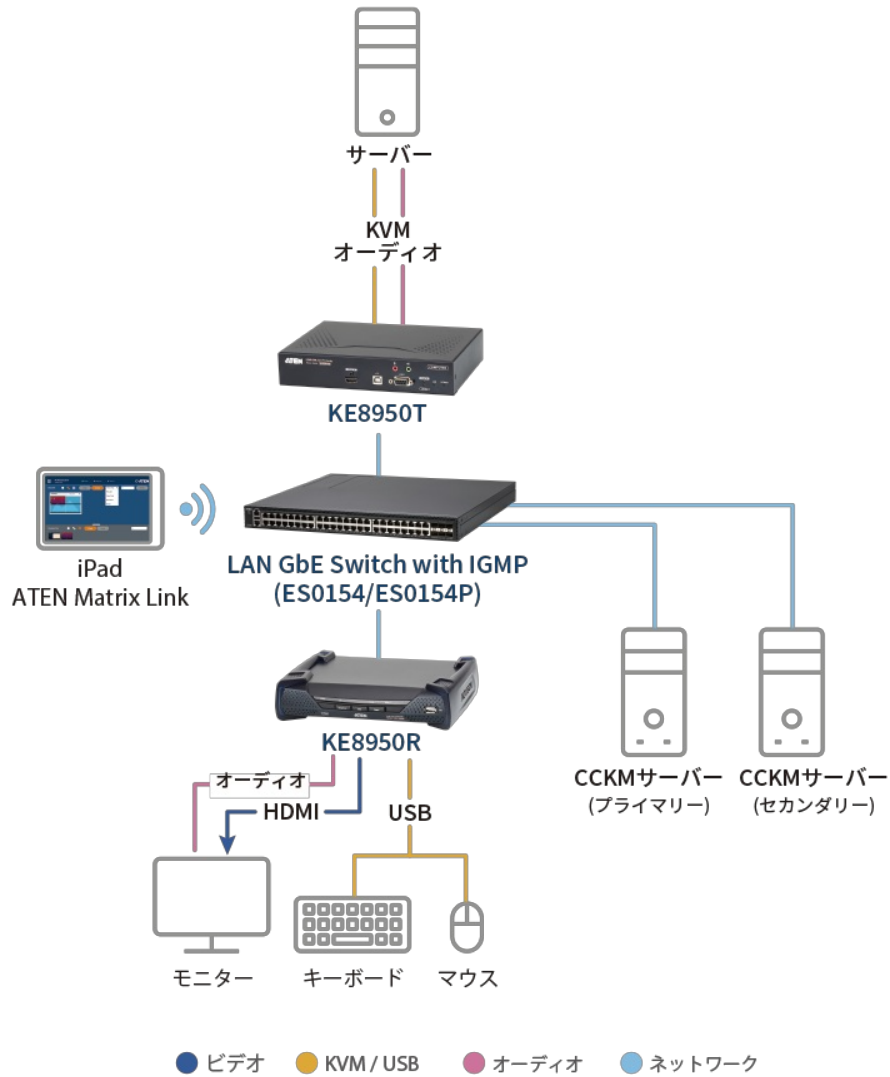 サーバー
KVM
オーディオ
ATEN
KE8950T
LAN GbE Switch with IGMP
(ES0154/ES0154P)
iPad
ATEN Matrix Link
KE8950R
オーディオ
HDMI
USB
CCKMサーバー
(プライマリー)
CCKMサーバー
(セカンダリー)
モニター
キーボード
マウス
ビデオ
KVM / USB
オーディオ
ネットワーク